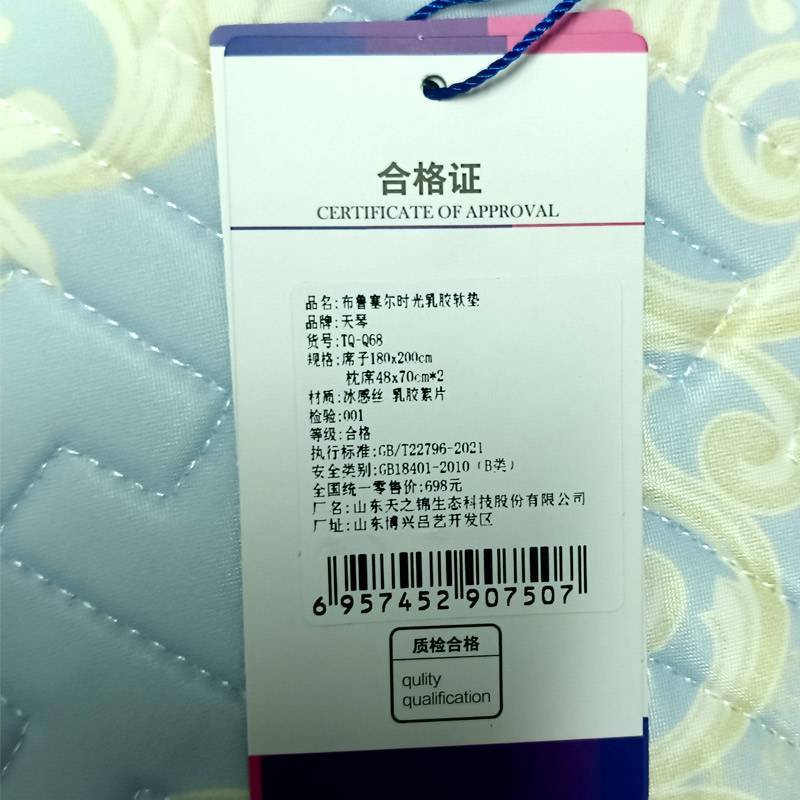 合格证
CERTIFICATE OF APPROVAL
品名:布鲁塞尔时光乳胶软垫
品牌:天琴
货号:TQ-Q68
规格:席子180x200cm
枕席48x70cm*2
材质:冰感丝 乳胶絮片
检验:001
等级:合格
执行标准:GB/T22796-2021
安全类别:GB18401-2010（B类）
全国统一零售价:698元
厂名:山东天之锦生态科技股份有限公司
厂址:山东博兴吕艺开发区
6 957452 907507
质检合格
qulity
qualification